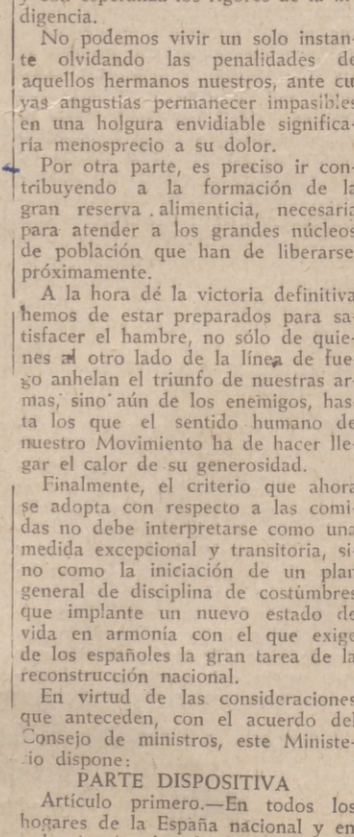 digencia.
No podemos vivir un solo instan-
te olvidando las penalidades de
aquellos hermanos nuestros, ante cu-
yas angustias permanecer impasibles
en una holgura envidiable significa-
ría menosprecio a su dolor.
Por otra parte, es preciso ir con-
tribuyendo a la formación de la
gran reserva alimenticia, necesaria
para atender a los grandes núcleos
de población que han de liberarse
próximamente.
A la hora dé la victoria definitiva
hemos de estar preparados para sa-
tisfacer el hambre, no sólo de quie-
nes al otro lado de la línea de fue-
go anhelan el triunfo de nuestras ar-
mas, sino aún de los enemigos, has-
ta los que el sentido humano de
nuestro Movimiento ha de hacer lle-
gar el calor de su generosidad.
Finalmente, el criterio que ahora
se adopta con respecto a las comi-
das no debe interpretarse como una
medida excepcional y transitoria, si-
no como la iniciación de un plan
general de disciplina de costumbres
que implante un nuevo estado de
vida en armonía con el que exige
de los españoles la gran tarea de la
reconstrucción nacional.
En virtud de las consideraciones
que anteceden, con el acuerdo del
Consejo de ministros, este Ministe-
rio dispone:
PARTE DISPOSITIVA
Artículo primero.—En todos los
hogares de la España nacional y en